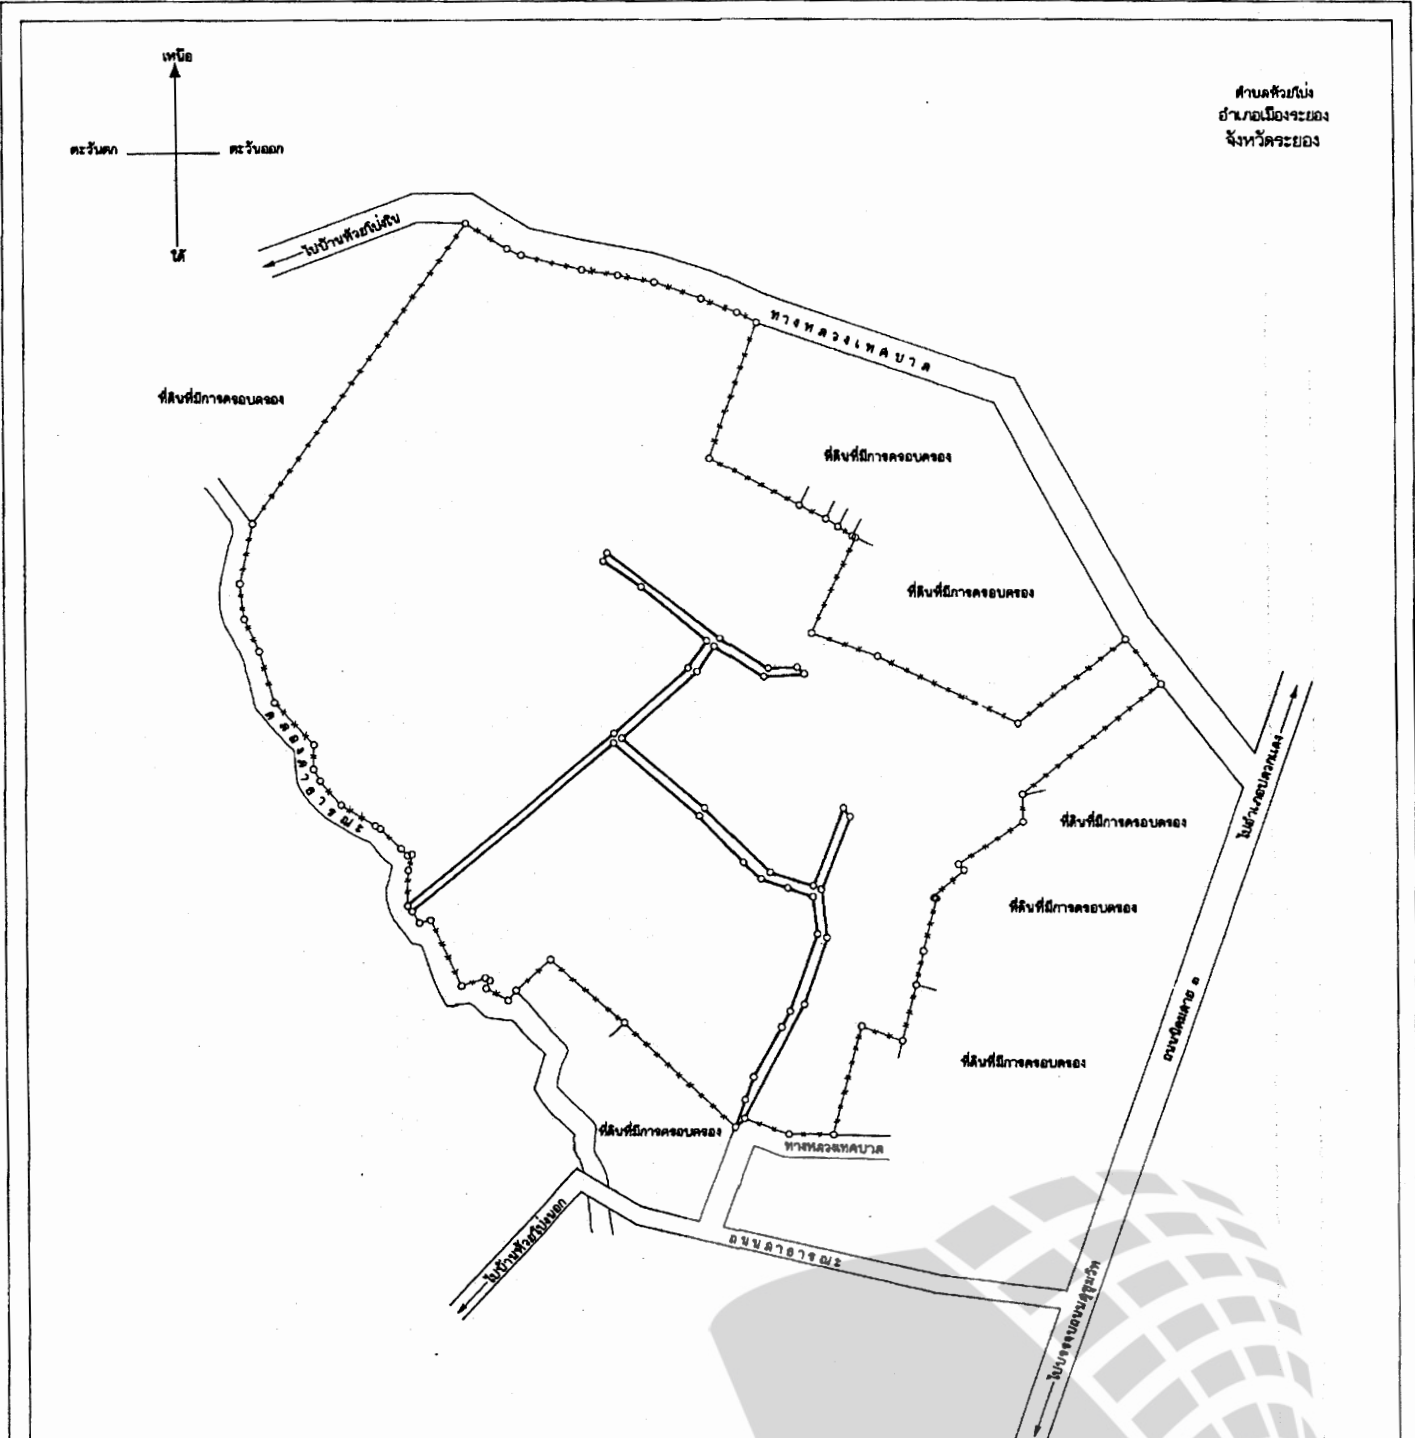 เหนือ
ตะวันตก
ตะวันออก
ใต้
ตำบลห้วยโป่ง
อำเภอเมืองระยอง
จังหวัดระยอง
ไปบ้านห้วยโป่งใน
ทางหลวงเทศบาล
ที่ดินที่มีการครอบครอง
ที่ดินที่มีการครอบครอง
ที่ดินที่มีการครอบครอง
คลองสาธารณะ
ไปอำเภอปลวกแดง
ที่ดินที่มีการครอบครอง
ที่ดินที่มีการครอบครอง
ถนนนิคมสาย ๑
ที่ดินที่มีการครอบครอง
ที่ดินที่มีการครอบครอง
ทางหลวงเทศบาล
ไปบ้านห้วยโป่งนอก
ถนนสาธารณะ
ไปบรรจบถนนสุขุมวิท